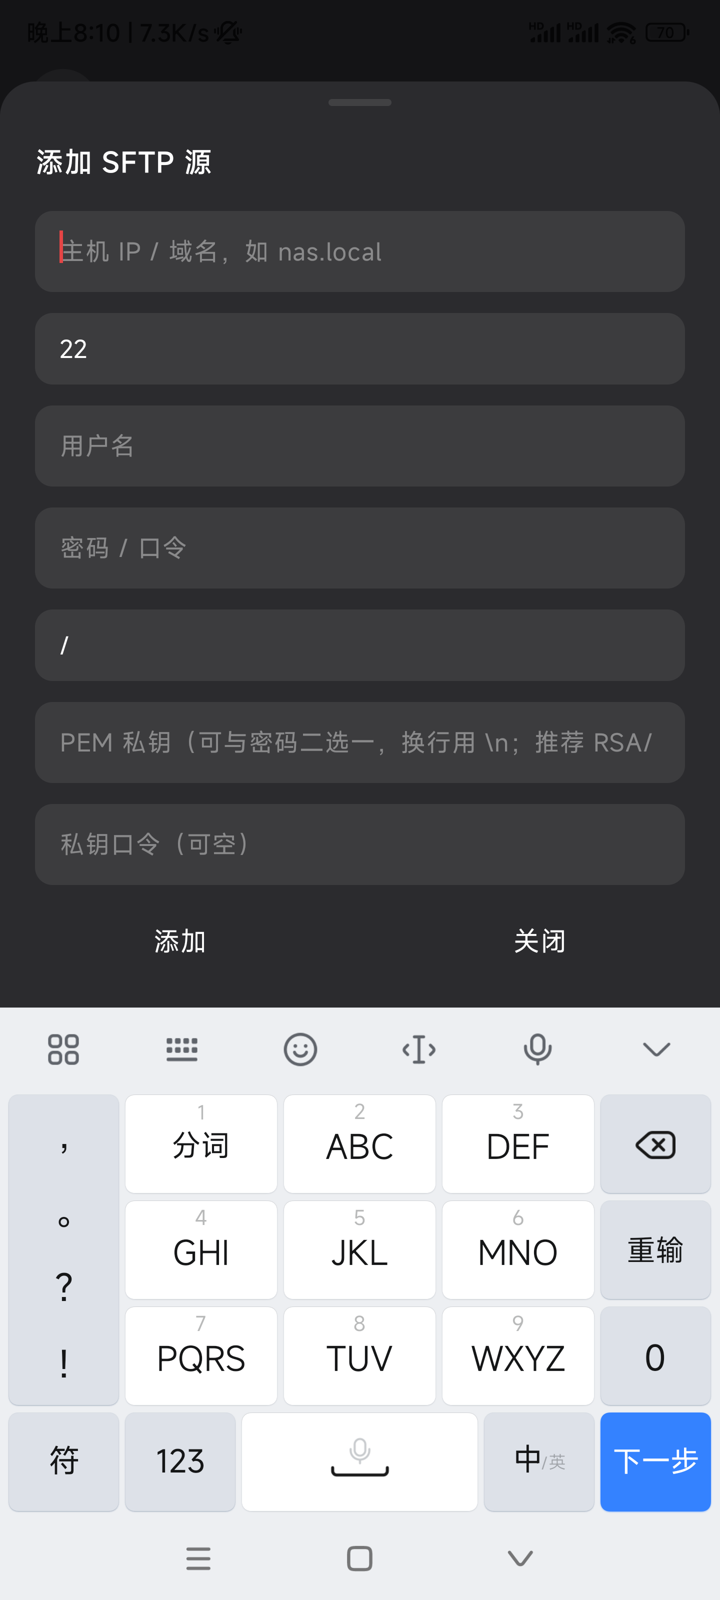 晚上8:10 | 7.3K/s
HD HD 6 70
添加 SFTP 源
主机 IP / 域名，如 nas.local
22
用户名
密码 / 口令
/
PEM 私钥（可与密码二选一，换行用 \n；推荐 RSA/
私钥口令（可空）
添加 关闭
， 1 分词 2 ABC 3 DEF
。 4 GHI 5 JKL 6 MNO 重输
？ 7 PQRS 8 TUV 9 WXYZ 0
！
符 123 中/英 下一步